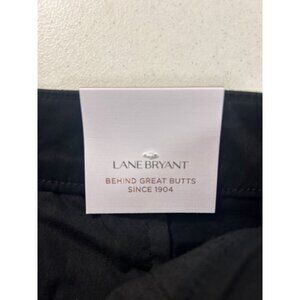 LANE BRYANT
BEHIND GREAT BUTTS
SINCE 1904